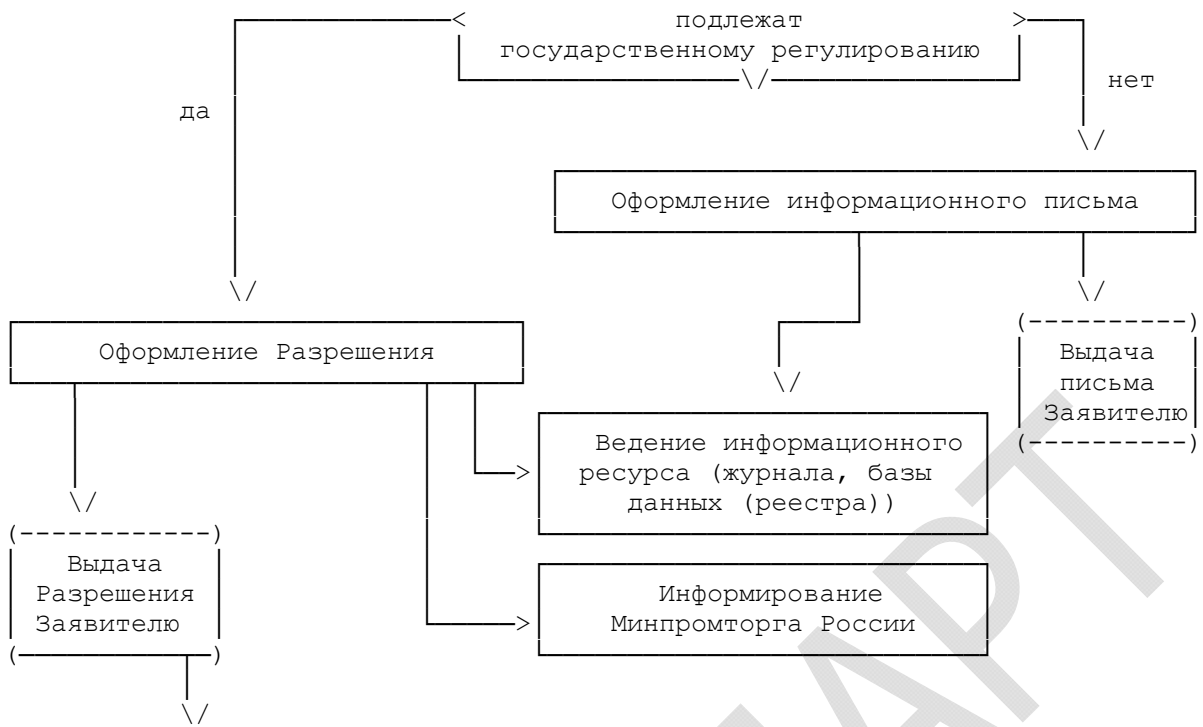 подлежат
государственному регулированию
нет
да
Оформление информационного письма
Оформление Разрешения
Выдача
письма
Заявителю
Ведение информационного
ресурса (журнала, базы
данных (реестра))
Выдача
Разрешения
Заявителю
Информирование
Минпромторга России